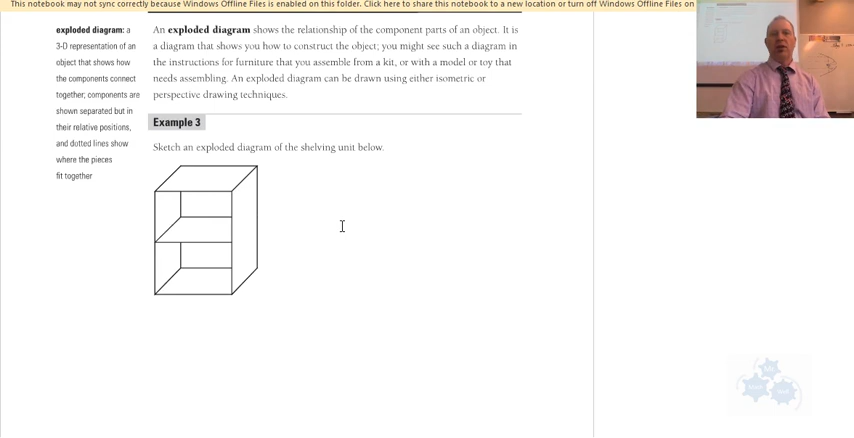 This notebook may not sync correctly because Windows Offline Files is enabled on this folder. Click here to share this notebook to a new location or turn off Windows Offline Files on
exploded diagram: a
3-D representation of an
object that shows how
the components connect
together; components are
shown separated but in
their relative positions,
and dotted lines show
where the pieces
fit together
An exploded diagram shows the relationship of the component parts of an object. It is
a diagram that shows you how to construct the object; you might see such a diagram in
the instructions for furniture that you assemble from a kit, or with a model or toy that
needs assembling. An exploded diagram can be drawn using either isometric or
perspective drawing techniques.
Example 3
Sketch an exploded diagram of the shelving unit below.